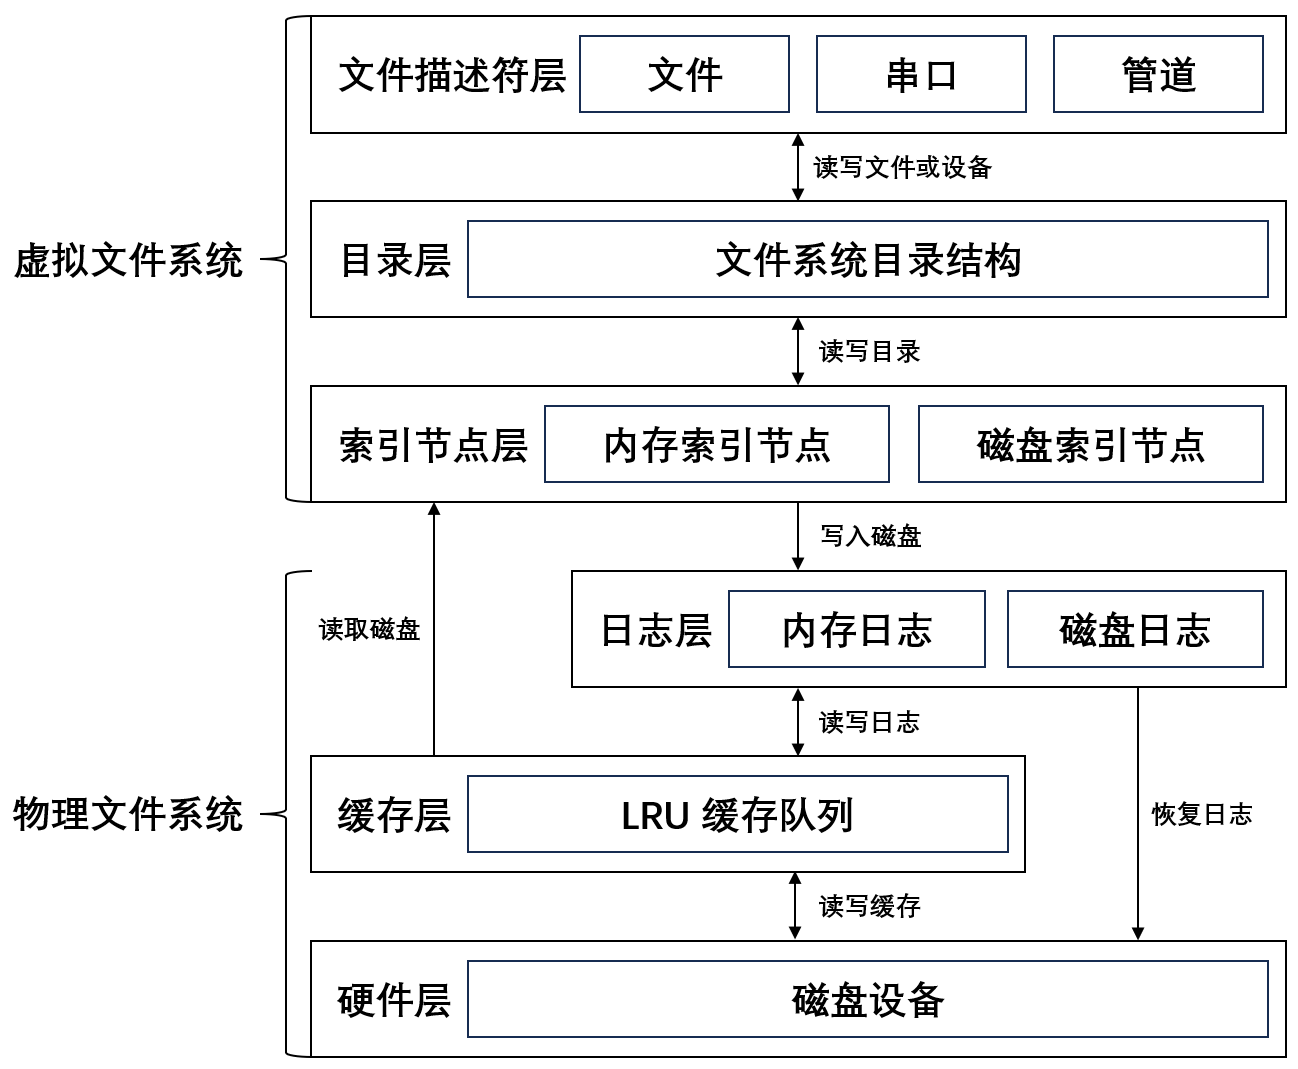 文件描述符层
文件
串口
管道
读写文件或设备
虚拟文件系统
目录层
文件系统目录结构
读写目录
索引节点层
内存索引节点
磁盘索引节点
写入磁盘
读取磁盘
日志层
内存日志
磁盘日志
读写日志
物理文件系统
缓存层
LRU 缓存队列
恢复日志
读写缓存
硬件层
磁盘设备